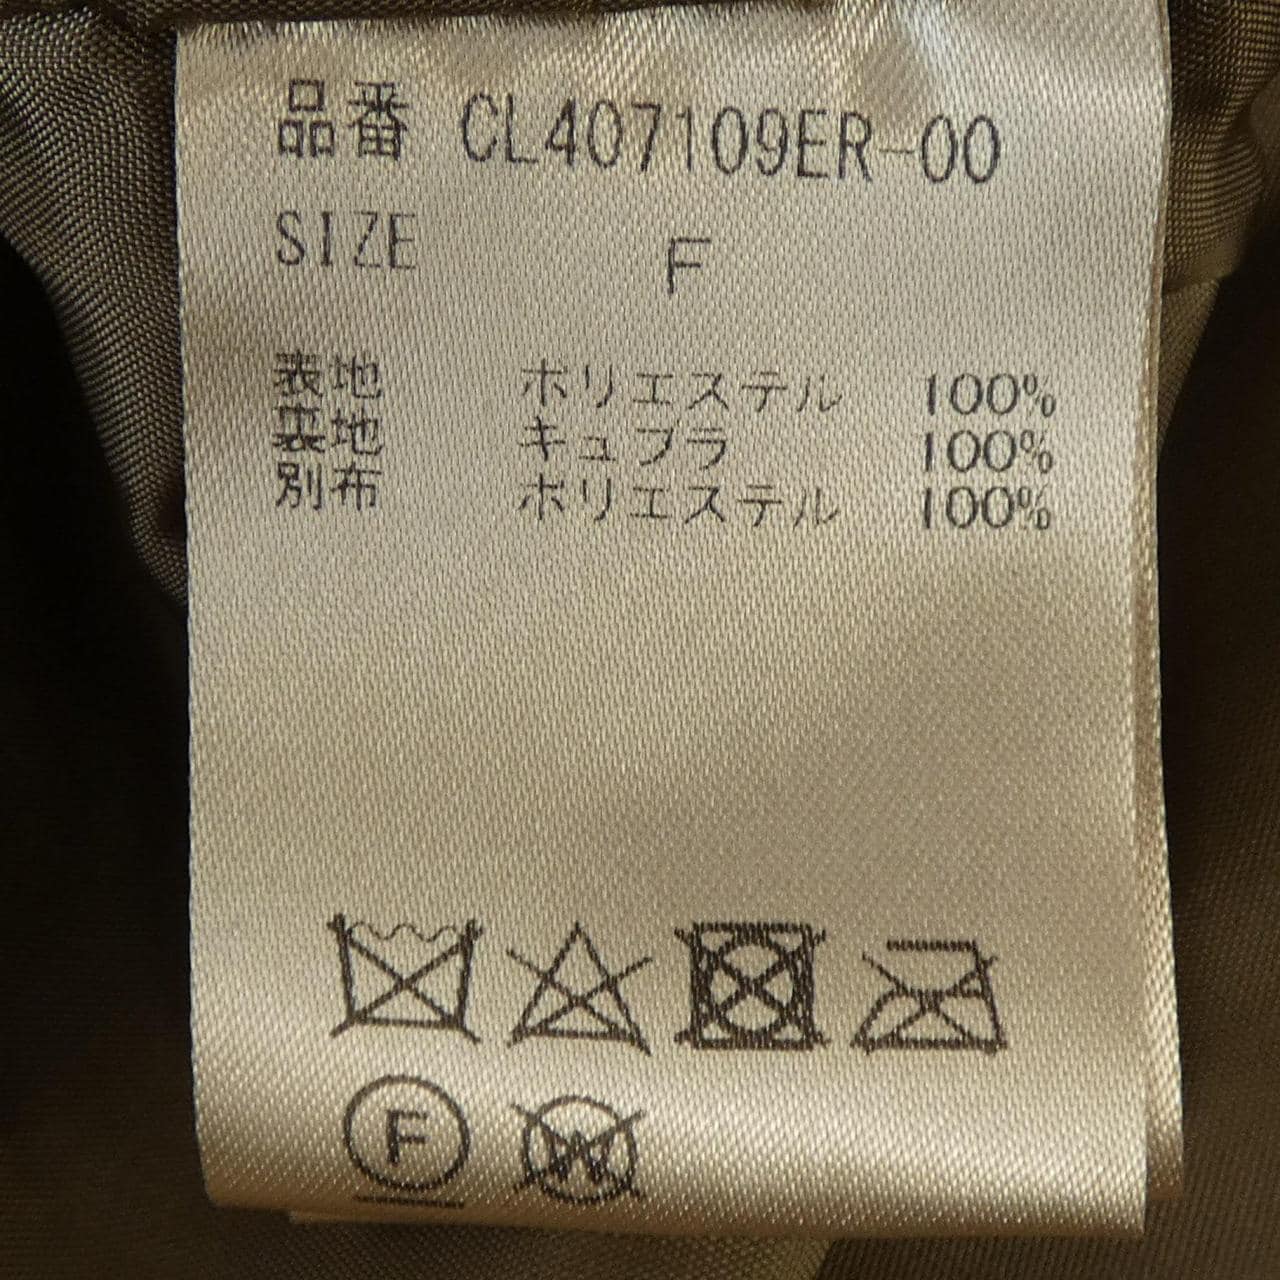 品番 CL407109ER-00
SIZE F
表地 ポリエステル 100%
裏地 キュプラ 100%
別布 ポリエステル 100%
F
W